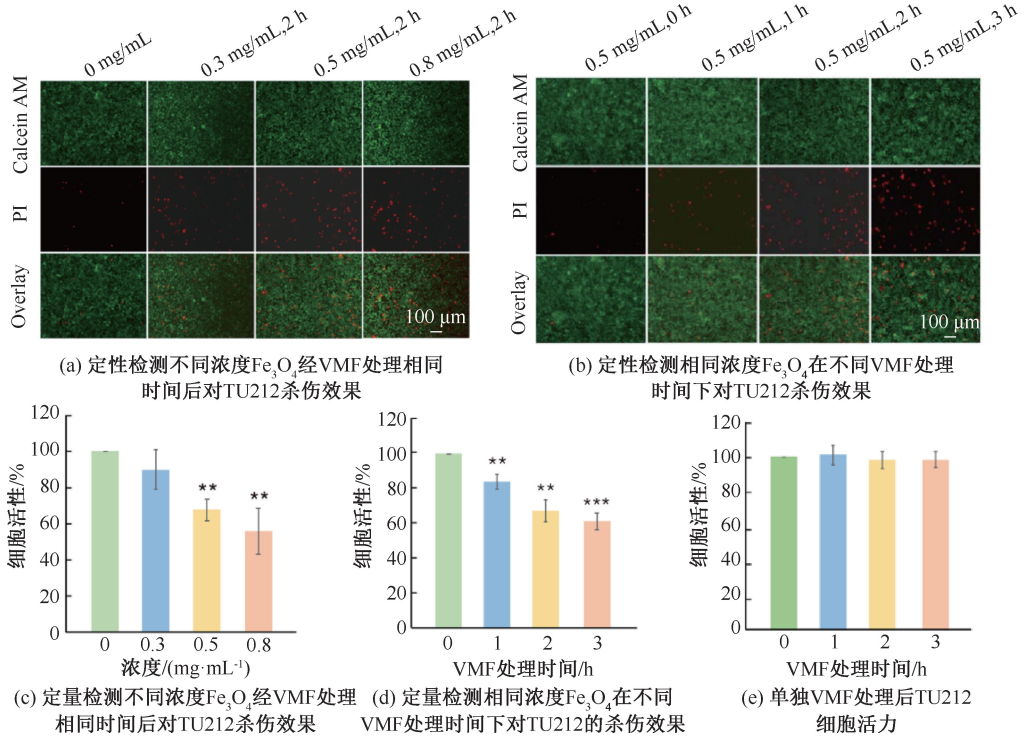 0 mg/mL
0.3 mg/mL,2 h
0.5 mg/mL,2 h
0.8 mg/mL,2 h
Calcein AM
PI
Overlay
100 μm
(a) 定性检测不同浓度Fe₃O₄经VMF处理相同
时间后对TU212杀伤效果
0.5 mg/mL,0 h
0.5 mg/mL,1 h
0.5 mg/mL,2 h
0.5 mg/mL,3 h
Calcein AM
PI
Overlay
100 μm
(b) 定性检测相同浓度Fe₃O₄在不同VMF处理
时间下对TU212杀伤效果
细胞活性/%
120
100
80
60
40
20
0
**
**
0
0.3
0.5
0.8
浓度/(mg·mL⁻¹)
(c) 定量检测不同浓度Fe₃O₄经VMF处理
相同时间后对TU212杀伤效果
细胞活性/%
120
100
80
60
40
20
0
**
**
***
0
1
2
3
VMF处理时间/h
(d) 定量检测相同浓度Fe₃O₄在不同
VMF处理时间下对TU212的杀伤效果
细胞活性/%
120
100
80
60
40
20
0
0
1
2
3
VMF处理时间/h
(e) 单独VMF处理后TU212
细胞活力